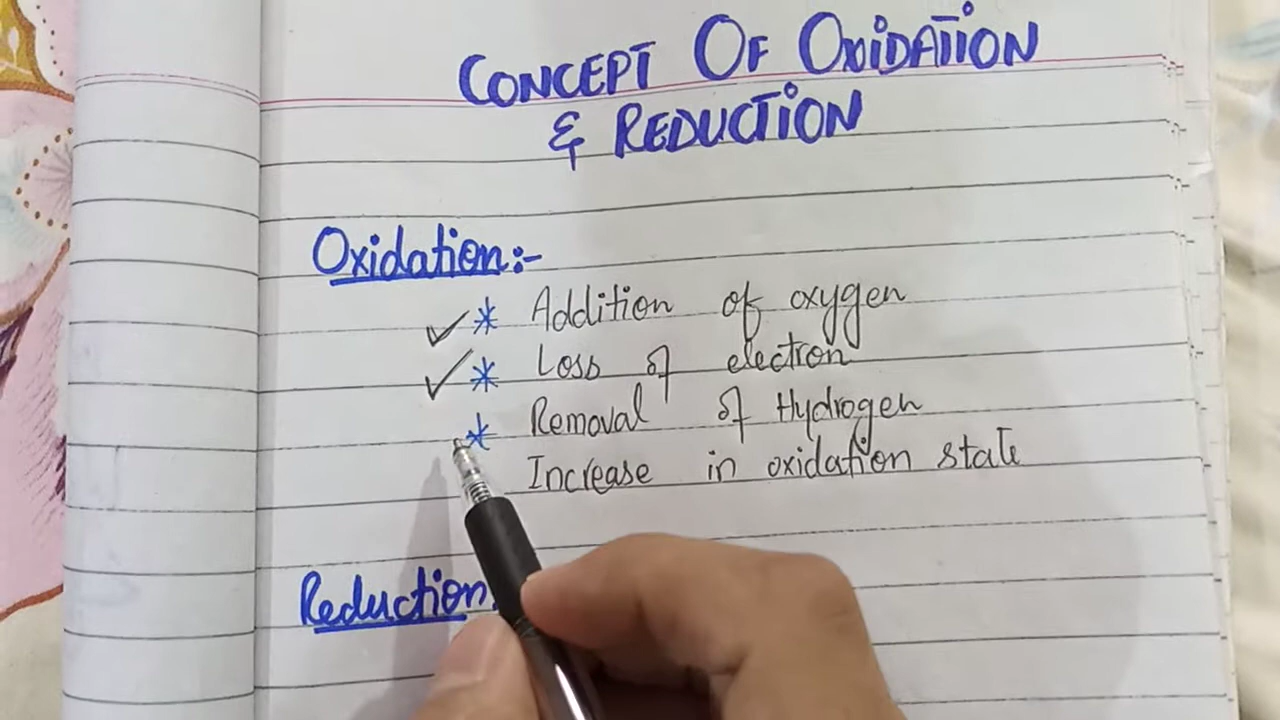 CONCEPT OF OXiDATiON
& REDUCTiON
Oxidation:-
✓ * Addition of oxygen
✓ * Loss of electron
* Removal of Hydrogen
Increase in oxidation state
Reduction